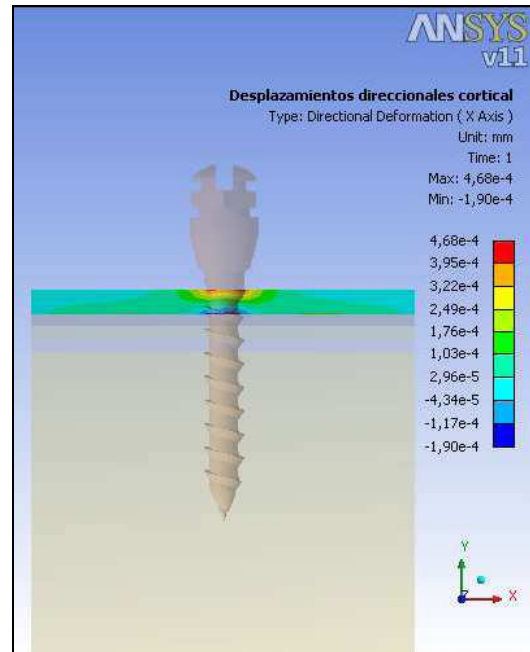 ANSYS
v11
Desplazamientos direccionales cortical
Type: Directional Deformation ( X Axis )
Unit: mm
Time: 1
Max: 4,68e-4
Min: -1,90e-4
4,68e-4
3,95e-4
3,22e-4
2,49e-4
1,76e-4
1,03e-4
2,96e-5
-4,34e-5
-1,17e-4
-1,90e-4
Y
Z
X